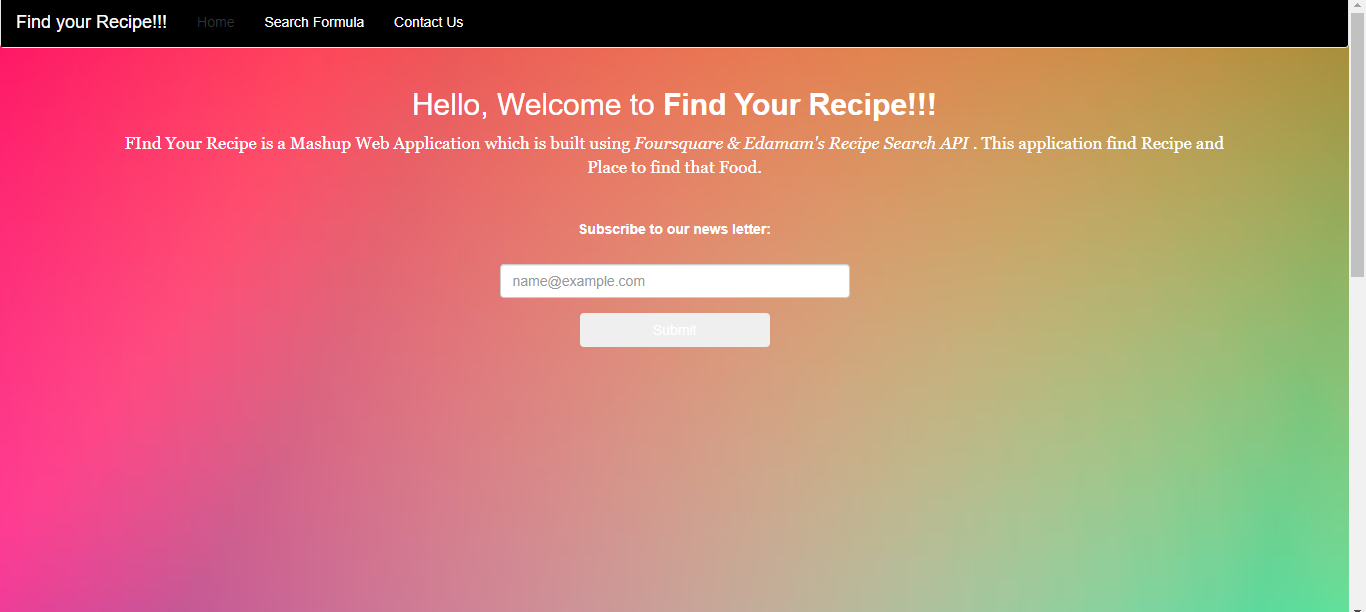 Find your Recipe!!! Home Search Formula Contact Us
Hello, Welcome to Find Your Recipe!!!
FInd Your Recipe is a Mashup Web Application which is built using Foursquare & Edamam's Recipe Search API . This application find Recipe and
Place to find that Food.
Subscribe to our news letter:
name@example.com
Submit